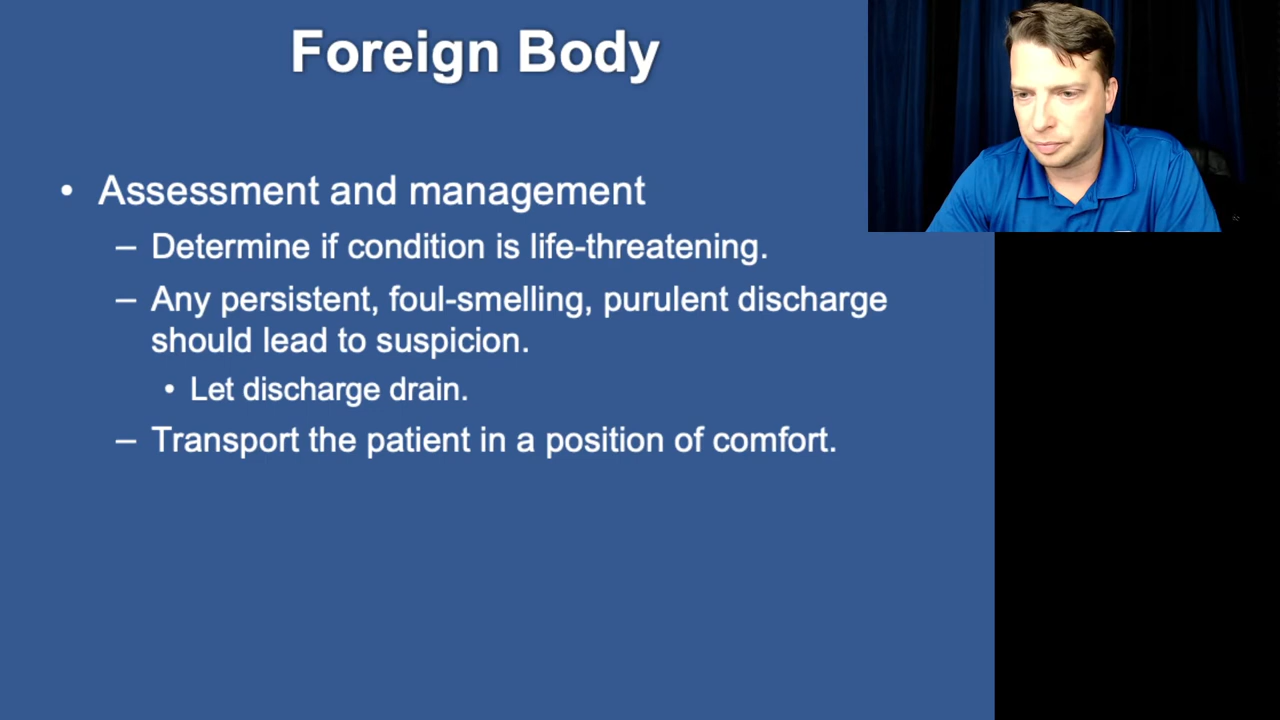 Foreign Body
• Assessment and management
– Determine if condition is life-threatening.
– Any persistent, foul-smelling, purulent discharge
should lead to suspicion.
• Let discharge drain.
– Transport the patient in a position of comfort.